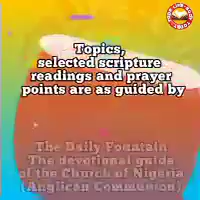 Topics,
selected scripture
readings and prayer
points are as guided by
The Daily Fountain
The devotional guide
of the Church of Nigeria
(Anglican Communion)